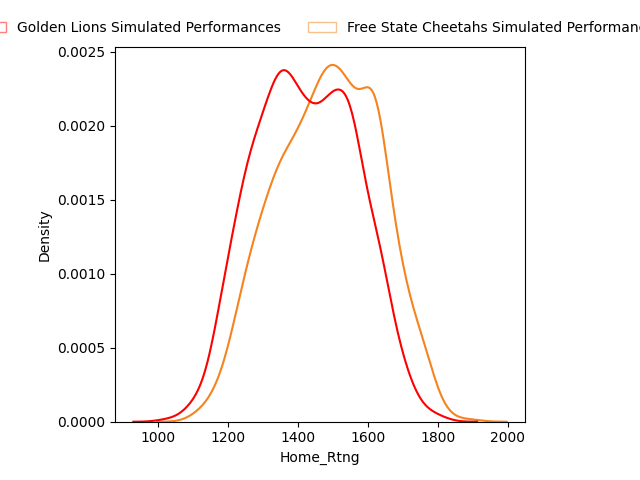 Golden Lions Simulated Performances Free State Cheetahs Simulated Performan
0.0025
0.0020
0.0015
0.0010
0.0005
0.0000
Density
1000 1200 1400 1600 1800 2000
Home_Rtng